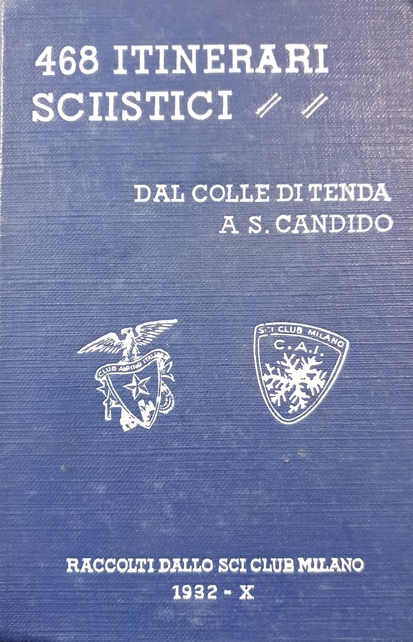 468 ITINERARI
SCIISTICI
DAL COLLE DI TENDA
A S. CANDIDO
CLUB ALPINO ITALIANO
SCI CLUB MILANO
C.A.I.
RACCOLTI DALLO SCI CLUB MILANO
1932 - X